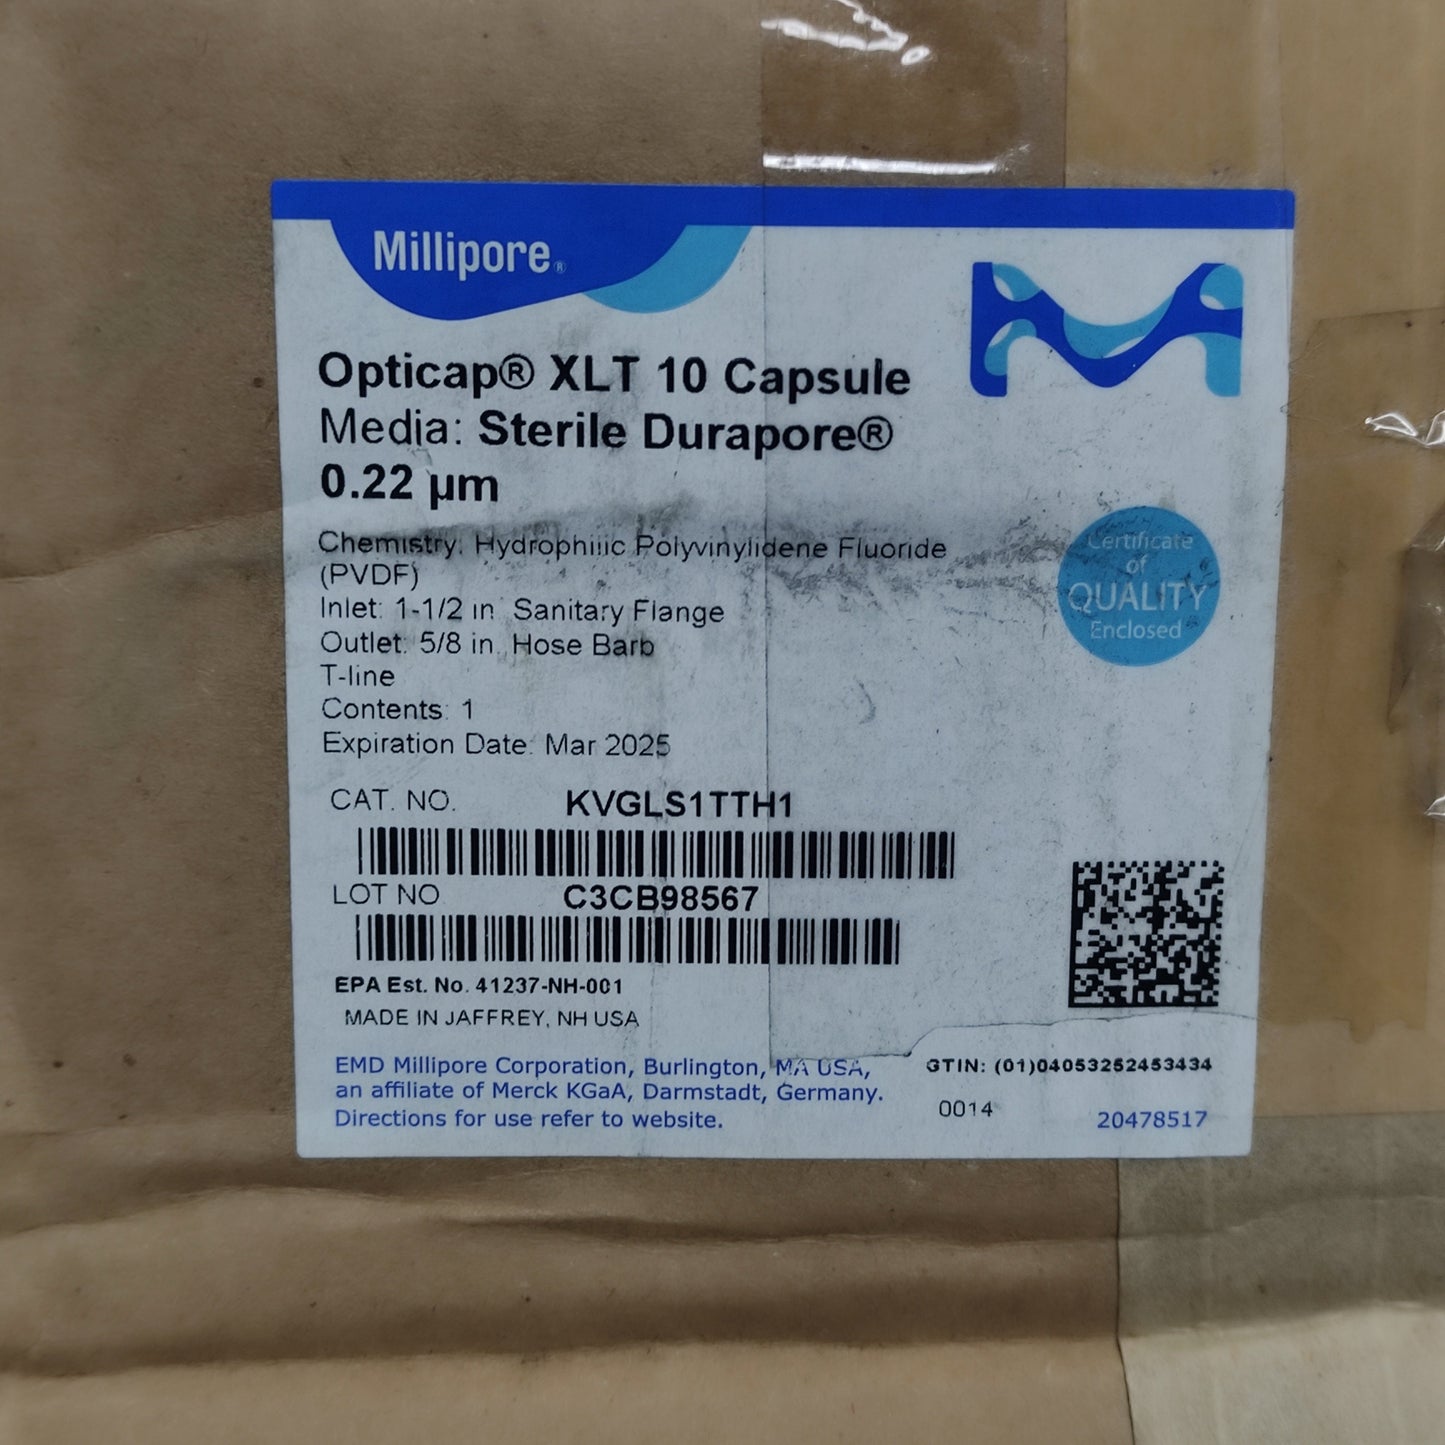 Millipore®
Opticap® XLT 10 Capsule
Media: Sterile Durapore®
0.22 µm
Chemistry: Hydrophilic Polyvinylidene Fluoride
(PVDF)
Inlet: 1-1/2 in. Sanitary Flange
Outlet: 5/8 in. Hose Barb
T-line
Contents: 1
Expiration Date: Mar 2025
Certificate
of
QUALITY
Enclosed
CAT. NO. KVGLS1TTH1
LOT NO C3CB98567
EPA Est. No. 41237-NH-001
MADE IN JAFFREY, NH USA
EMD Millipore Corporation, Burlington, MA USA,
an affiliate of Merck KGaA, Darmstadt, Germany.
Directions for use refer to website.
GTIN: (01)04053252453434
0014 20478517